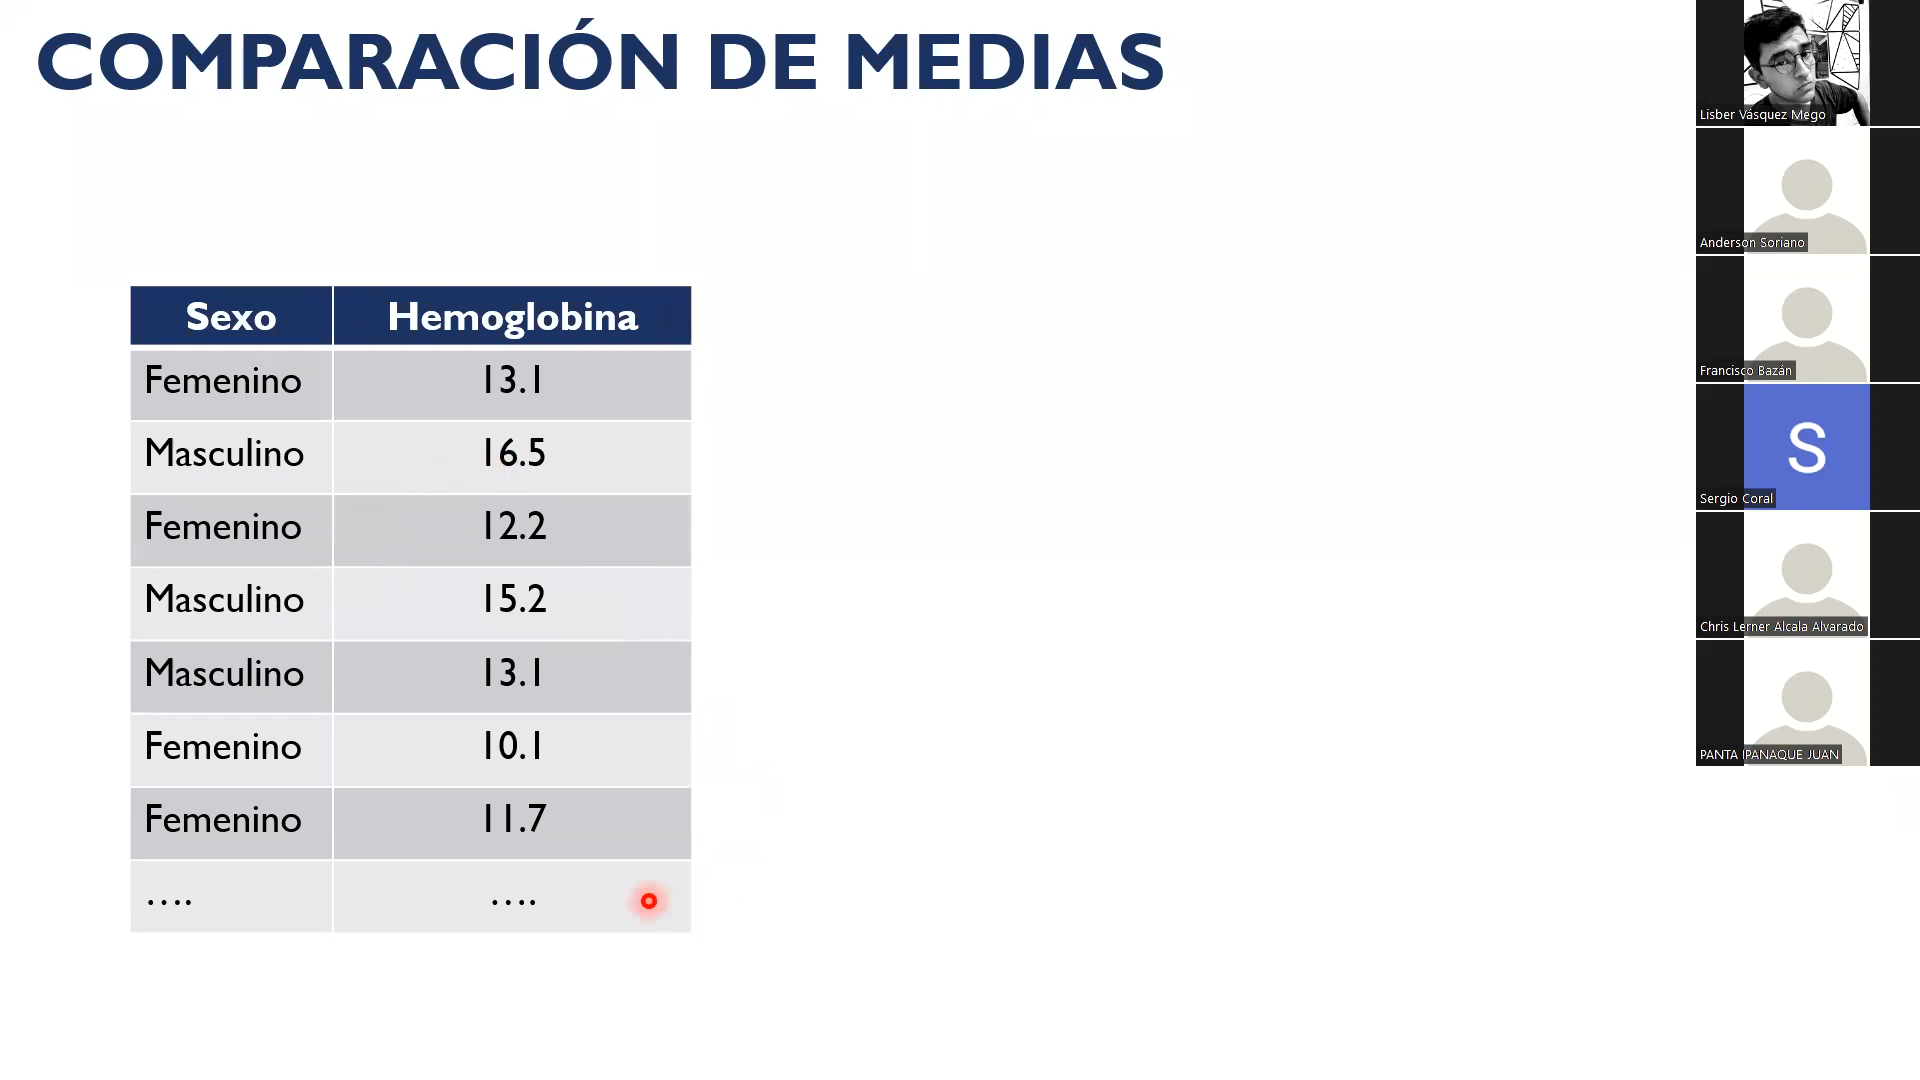 COMPARACIÓN DE MEDIAS
Sexo Hemoglobina
Femenino 13.1
Masculino 16.5
Femenino 12.2
Masculino 15.2
Masculino 13.1
Femenino 10.1
Femenino 11.7
.... ....
Lisber Vásquez Mego
Anderson Soriano
Francisco Bazán
S
Sergio Coral
Chris Lerner Alcala Alvarado
PANTA IPANAQUE JUAN